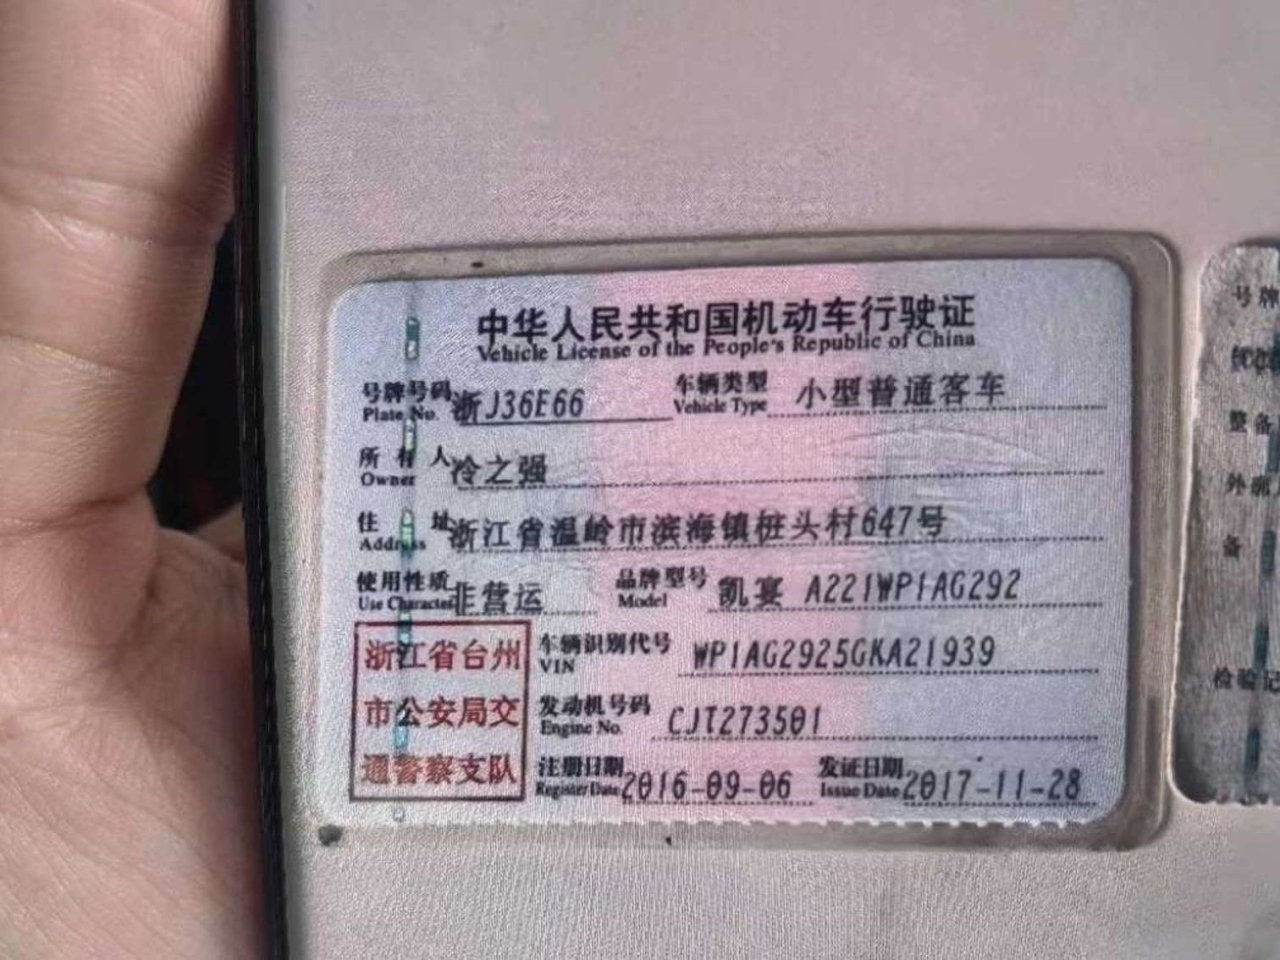 中华人民共和国机动车行驶证
Vehicle License of the People's Republic of China
号牌号码 浙J36E66 车辆类型 小型普通客车
Plate No. Vehicle Type
所有人 冷之强
Owner
住址 浙江省温岭市滨海镇桩头村647号
Address
使用性质 非营运 品牌型号 凯宴 A221WP1AG292
Use Character Model
浙江省台州
市公安局交
通警察支队
车辆识别代号 WP1AG2925GKA21939
VIN
发动机号码 CJT273501
Engine No.
注册日期 2016-09-06 发证日期 2017-11-28
Register Date Issue Date
号牌
整备
外廓
备
检验记